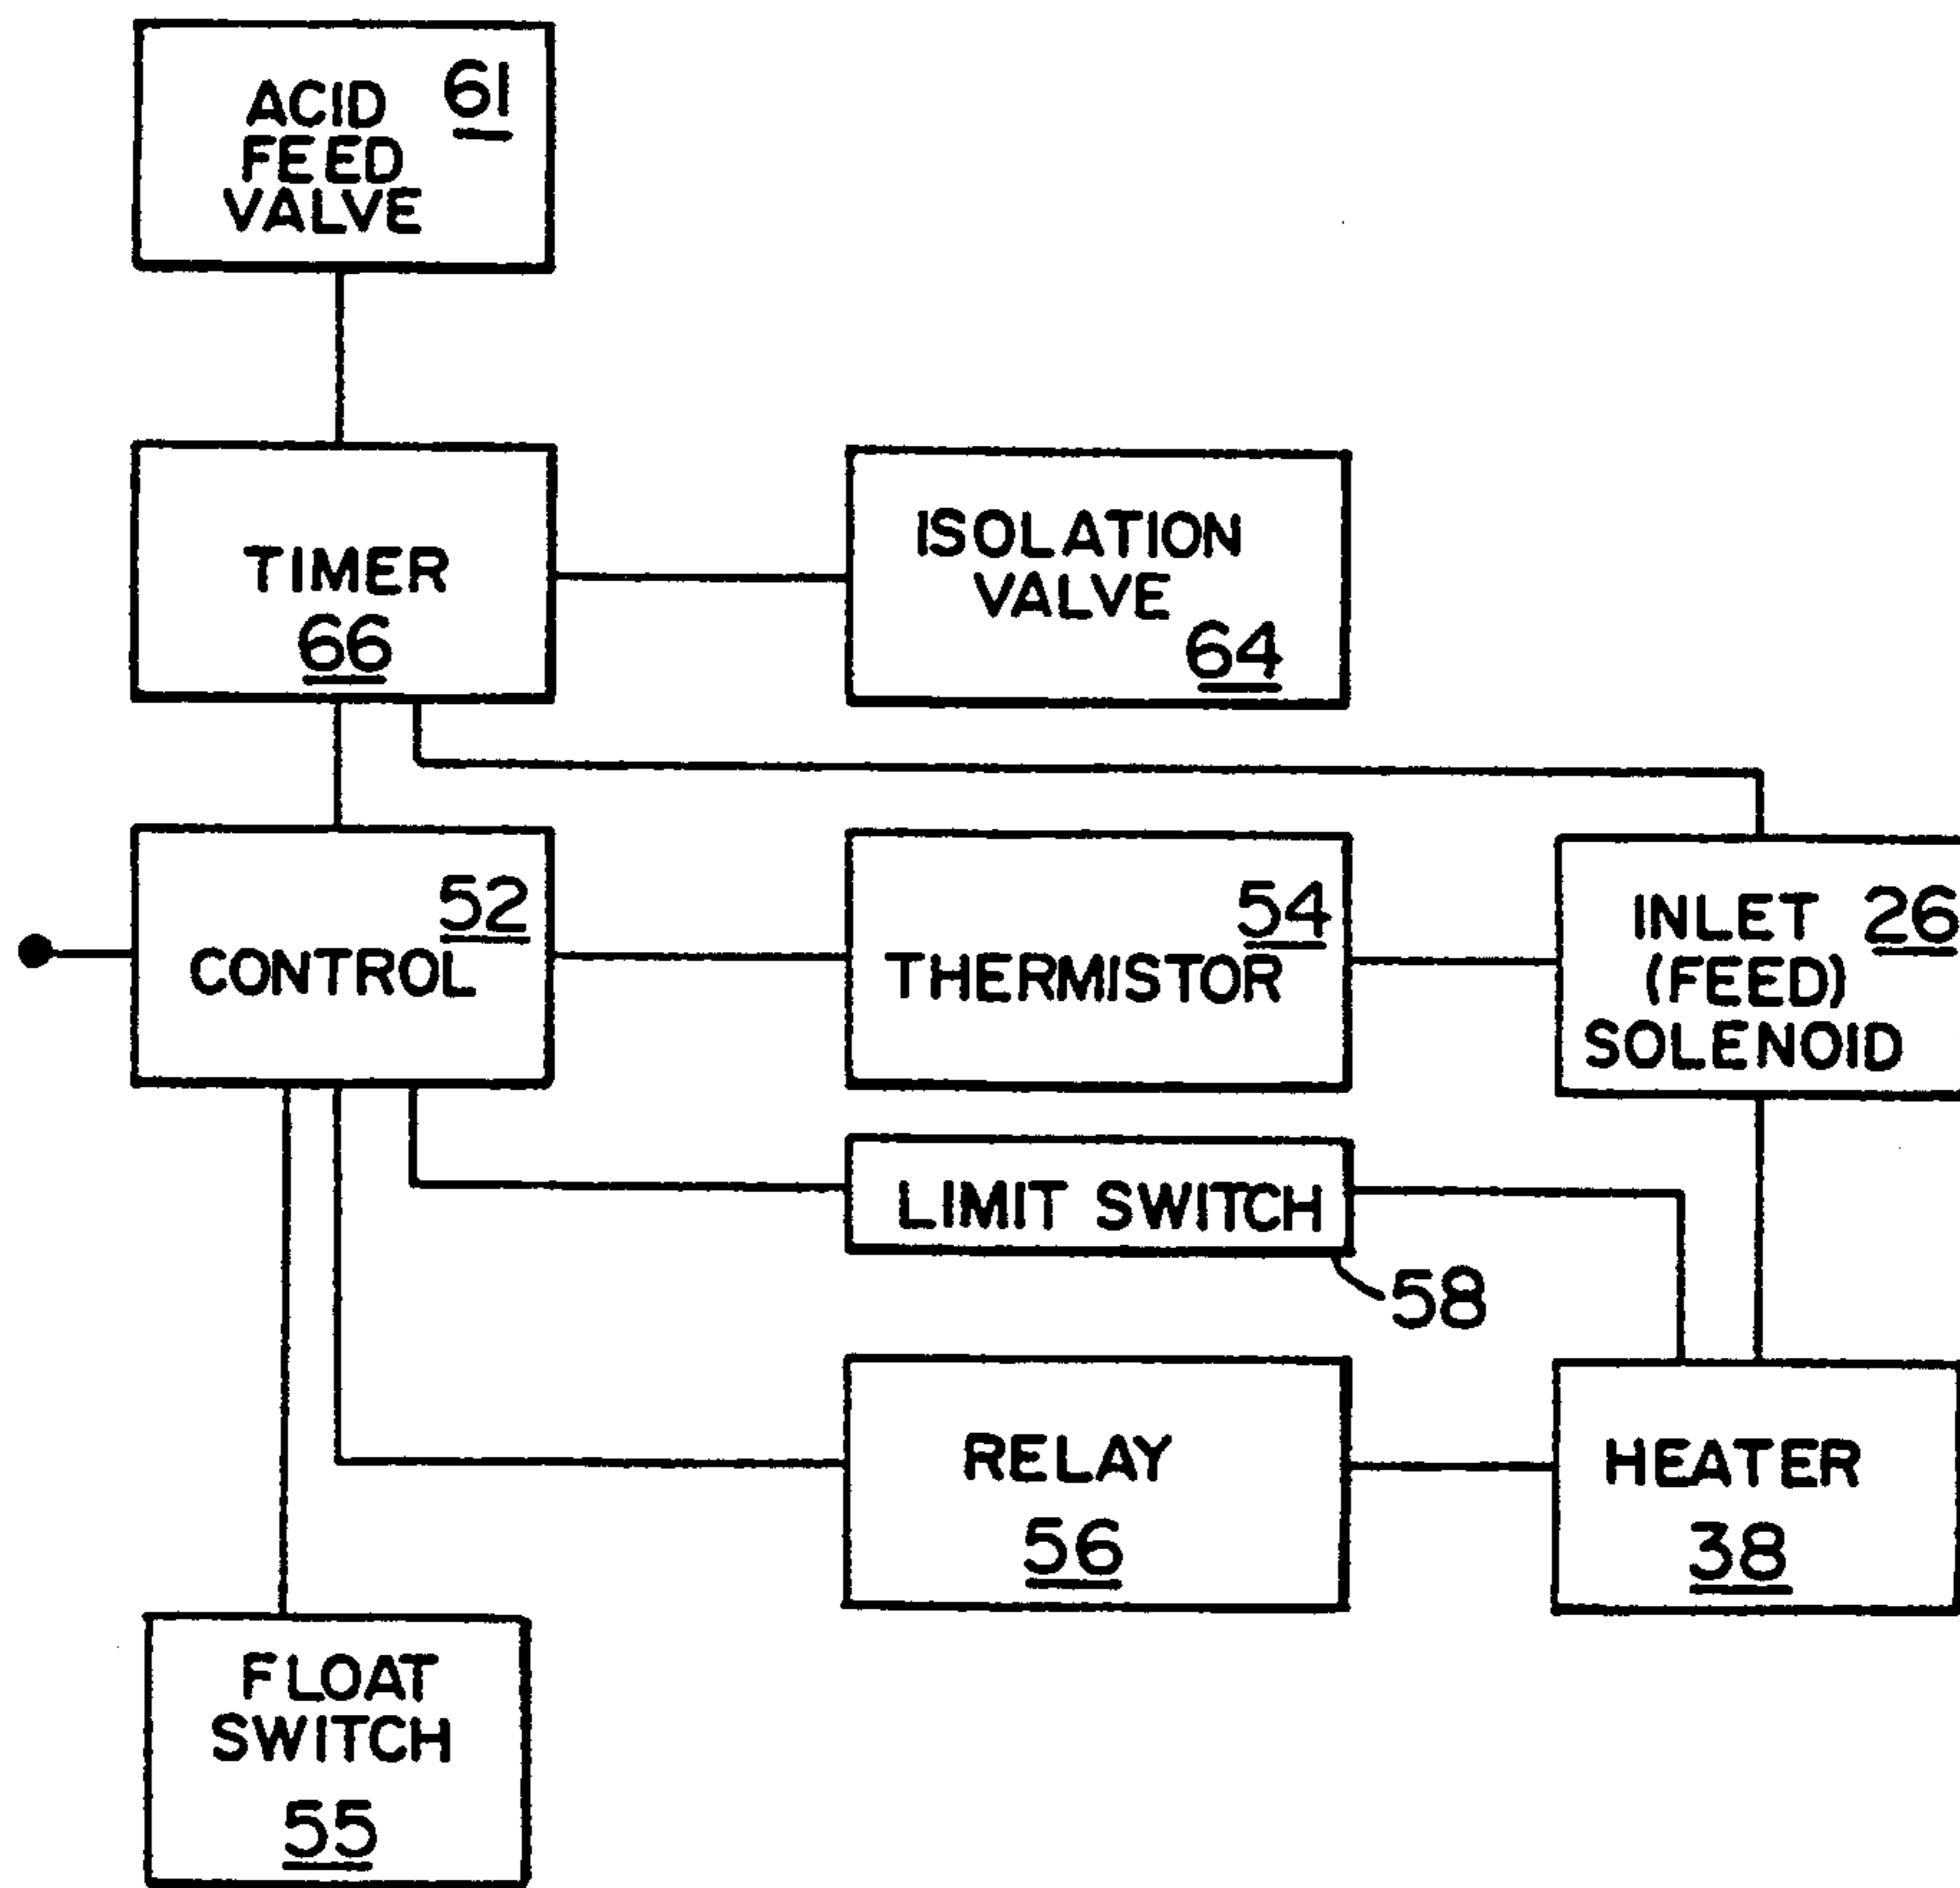 ACID 61
FEED
VALVE
TIMER
66
ISOLATION
VALVE
64
52
CONTROL
54
THERMISTOR
INLET 26
(FEED)
SOLENOID
LIMIT SWITCH
58
RELAY
56
HEATER
38
FLOAT
SWITCH
55